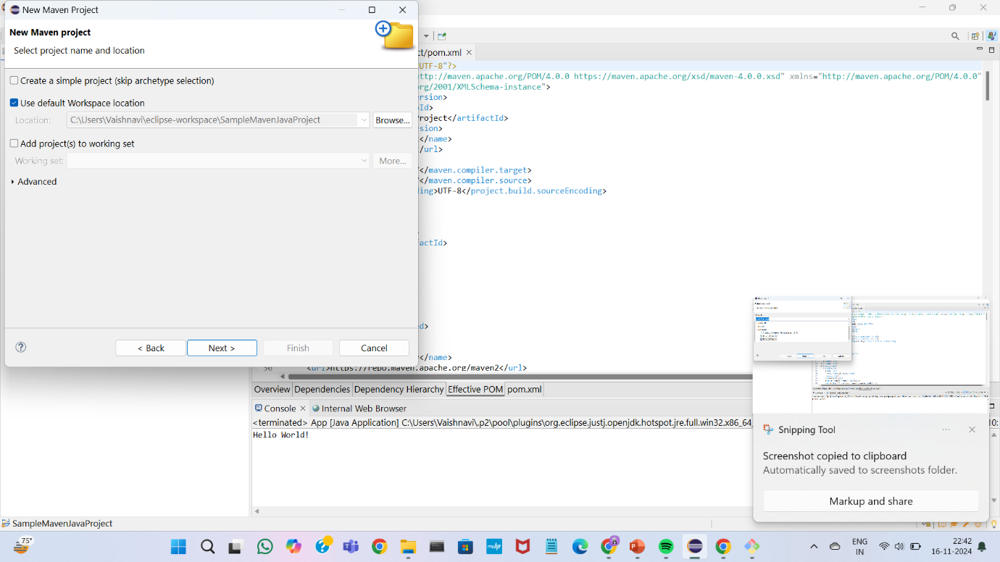 New Maven Project
New Maven project
Select project name and location
Create a simple project (skip archetype selection)
Use default Workspace location
Location:
C:\Users\Vaishnavi\eclipse-workspace\SampleMavenJavaProject
Browse...
Add project(s) to working set
Working set:
More...
Advanced
< Back
Next >
Finish
Cancel
ct/pom.xml
UTF-8"?>
ttp://maven.apache.org/POM/4.0.0 https://maven.apache.org/xsd/maven-4.0.0.xsd" xmlns="http://maven.apache.org/POM/4.0.0"
org/2001/XMLSchema-instance">
ersion>
Id>
Project</artifactId>
sion>
</name>
/url>
</maven.compiler.target>
</maven.compiler.source>
ing>UTF-8</project.build.sourceEncoding>
factId>
ed>
</name>
50 <url>https://repo.maven.apache.org/maven2</url>
Overview Dependencies Dependency Hierarchy Effective POM pom.xml
Console Internal Web Browser
<terminated> App [Java Application] C:\Users\Vaishnavi\.p2\pool\plugins\org.eclipse.justj.openjdk.hotspot.jre.full.win32.x86_64
10:
Hello World!
Snipping Tool
Screenshot copied to clipboard
Automatically saved to screenshots folder.
Markup and share
SampleMavenJavaProject
75°
ENG
IN
22:42
16-11-2024